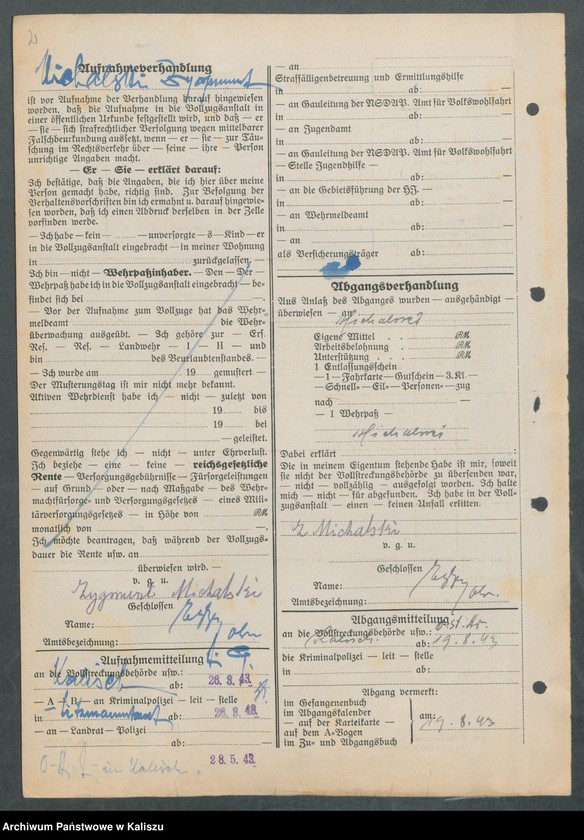 Aufnahmeverhandlung
Michalski Zygmunt
ist vor Aufnahme der Verhandlung darauf hingewiesen
worden, daß die Aufnahme in die Vollzugsanstalt in
einer öffentlichen Urkunde festgestellt wird, und daß — er
— sie — sich strafrechtlicher Verfolgung wegen mittelbarer
Falschbeurkundung aussetzt, wenn — er — sie — zur Täu-
schung im Rechtsverkehr über — seine — ihre — Person
unrichtige Angaben macht.
— Er — Sie — erklärt darauf:
Ich bestätige, daß die Angaben, die ich hier über meine
Person gemacht habe, richtig sind. Zur Befolgung der
Verhaltensvorschriften bin ich ermahnt u. darauf hingewie-
sen worden, daß ich einen Abdruck derselben in der Zelle
vorfinden werde.
— Ich habe — kein — unversorgte — s — Kind — er
in die Vollzugsanstalt eingebracht — in meiner Wohnung
in zurückgelassen. —
Ich bin — nicht — Wehrpaßinhaber. — Den — Der —
Wehrpaß habe ich in die Vollzugsanstalt eingebracht — be-
findet sich bei —.
— Vor der Aufnahme zum Vollzuge hat das Wehr-
meldeamt die Wehr-
überwachung ausgeübt. — Ich gehöre zur — Ers.
Res. — Res. — Landwehr — I — II — und
bin des Beurlaubtenstandes. —
— Ich wurde am 19 gemustert —
Der Musterungstag ist mir nicht mehr bekannt.
Aktiven Wehrdienst habe ich — nicht — zuletzt von
19 bis
19 bei
— geleistet.
Gegenwärtig stehe ich — nicht — unter Ehrverlust.
Ich beziehe — eine — keine — reichsgesetzliche
Rente — Versorgungsgebührnisse — Fürsorgeleistungen
— auf Grund — oder — nach Maßgabe — des Wehr-
machtfürsorge- und Versorgungsgesetzes — eines Mili-
tärversorgungsgesetzes — in Höhe von RM
monatlich von —.
Ich möchte beantragen, daß während der Vollzugs-
dauer die Rente usw. an
überwiesen wird. —
v. g. u.
Zygmunt Michalski
Geschlossen
Name:
Amtsbezeichnung:
Aufnahmemitteilung
an die Vollstreckungsbehörde usw.:
Kalisch ab: 28.8.43.
— A — B — an Kriminalpolizei — leit — stelle
in Litzmannstadt ab: 28.8.43.
— an Landrat — Polizei
ab:
in Kalisch. 28.5.43.
— an
Straffälligenbetreuung und Ermittlungshilfe
in ab: —
— an Gauleitung der NSDAP. Amt für Volkswohlfahrt
in ab: —
— an Jugendamt
in ab: —
— an Gauleitung der NSDAP. Amt für Volkswohlfahrt
— Stelle Jugendhilfe —
in ab: —
— an die Gebietsführung der HJ. —
in ab: —
— an Wehrmeldeamt
in ab: —
— an
als Versicherungsträger ab: —
Abgangsverhandlung
Aus Anlaß des Abganges wurden — ausgehändigt —
überwiesen — an
Michalski
Eigene Mittel . . RM.
Arbeitsbelohnung . RM.
Unterstützung . . RM.
1 Entlassungsschein
— 1 — Fahrkarte — Gutschein — 3. Kl. —
— Schnell — Eil — Personen — zug
nach —
— 1 Wehrpaß —
Michalski
Dabei erklärt :
Die in meinem Eigentum stehende Habe ist mir, soweit
sie nicht der Vollstreckungsbehörde zu übersenden war,
— nicht — vollzählig — ausgefolgt worden. Ich halte
mich — nicht — für abgefunden. Ich habe in der Voll-
zugsanstalt — einen — keinen Unfall erlitten.
Z. Michalski
v. g. u.
Geschlossen
Name:
Amtsbezeichnung:
Abgangsmitteilung
an die Vollstreckungsbehörde usw.:
Kalisch ab: 19.8.43
die Kriminalpolizei — leit — stelle
in ab:
Abgang vermerkt:
im Gefangenenbuch
im Abgangskalender
— auf der Karteikarte —
auf dem A-Bogen
im Zu- und Abgangsbuch
am: 19.8.43
Archiwum Państwowe w Kaliszu